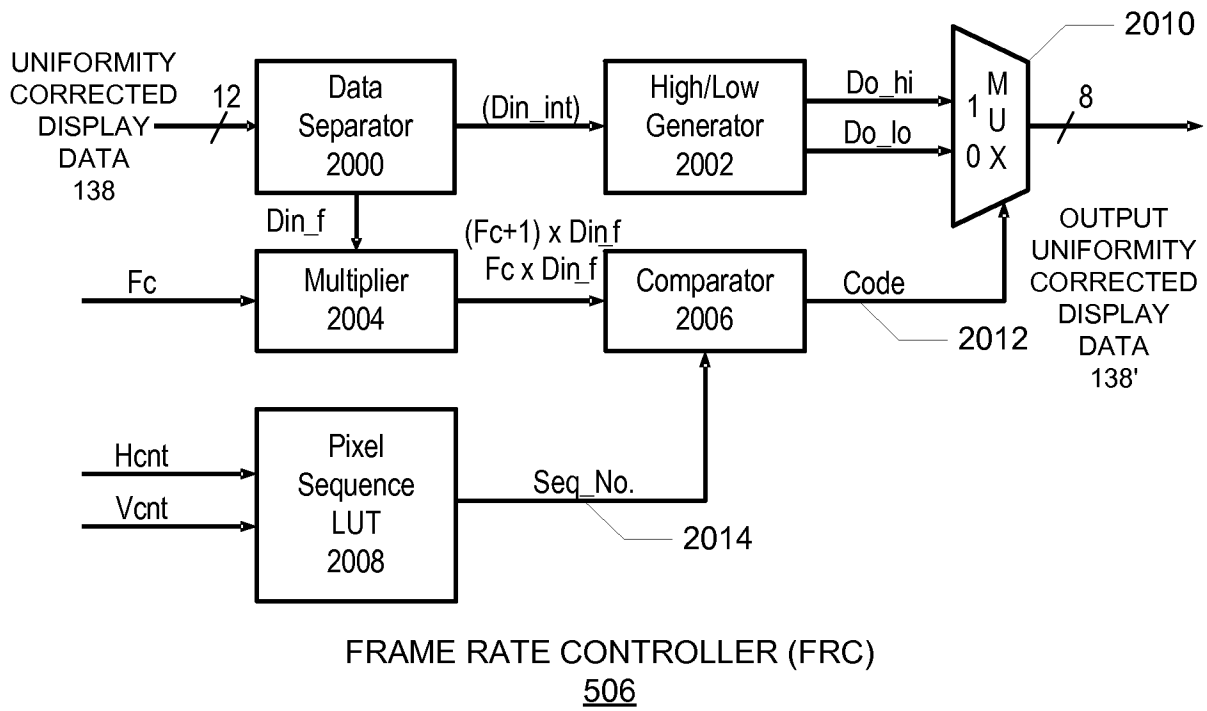 UNIFORMITY
CORRECTED
DISPLAY
DATA
138
12
Data
Separator
2000
(Din_int)
High/Low
Generator
2002
Do_hi
Do_lo
1
0
M
U
X
2010
8
Din_f
(Fc+1) x Din_f
Fc x Din_f
Fc
Multiplier
2004
Comparator
2006
Code
2012
OUTPUT
UNIFORMITY
CORRECTED
DISPLAY
DATA
138'
Hcnt
Vcnt
Pixel
Sequence
LUT
2008
Seq_No.
2014
FRAME RATE CONTROLLER (FRC)
506